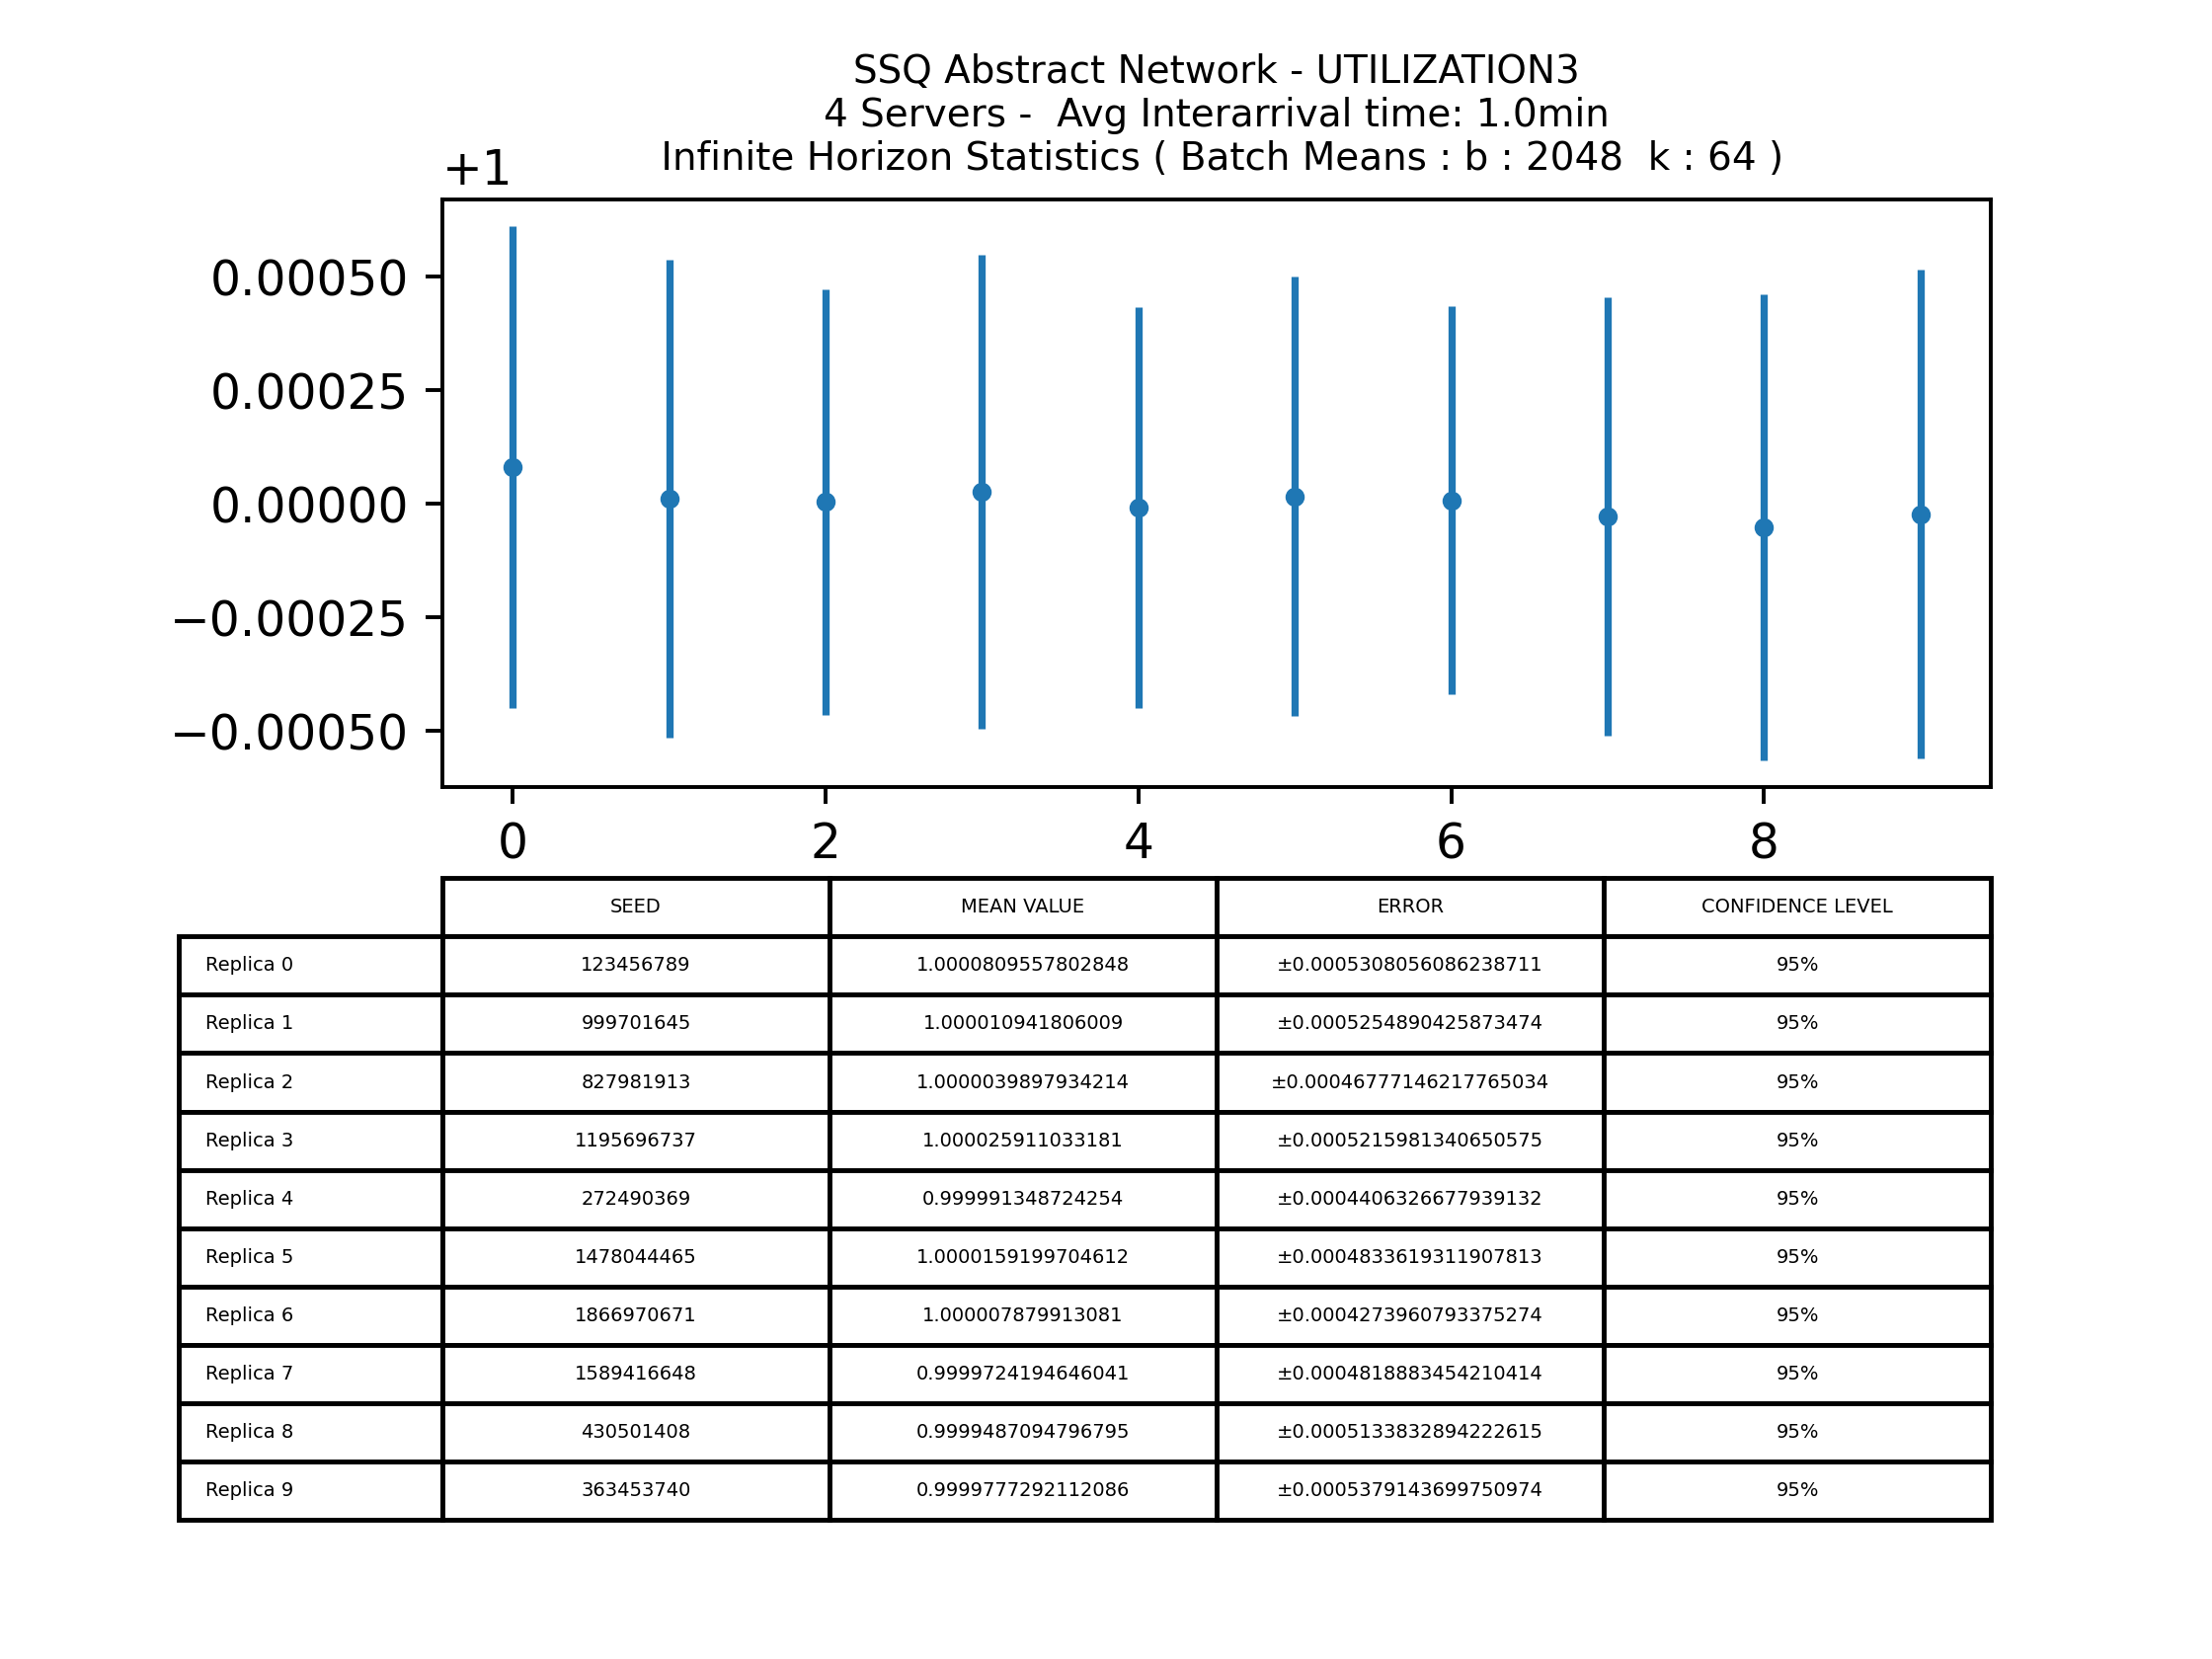 SSQ Abstract Network - UTILIZATION3
4 Servers -  Avg Interarrival time: 1.0min
Infinite Horizon Statistics ( Batch Means : b : 2048  k : 64 )
+1
0.00050
0.00025
0.00000
−0.00025
−0.00050
0 2 4 6 8
SEED MEAN VALUE ERROR CONFIDENCE LEVEL
Replica 0 123456789 1.0000809557802848 ±0.0005308056086238711 95%
Replica 1 999701645 1.000010941806009 ±0.0005254890425873474 95%
Replica 2 827981913 1.0000039897934214 ±0.00046777146217765034 95%
Replica 3 1195696737 1.000025911033181 ±0.0005215981340650575 95%
Replica 4 272490369 0.999991348724254 ±0.0004406326677939132 95%
Replica 5 1478044465 1.0000159199704612 ±0.0004833619311907813 95%
Replica 6 1866970671 1.000007879913081 ±0.0004273960793375274 95%
Replica 7 1589416648 0.9999724194646041 ±0.0004818883454210414 95%
Replica 8 430501408 0.9999487094796795 ±0.0005133832894222615 95%
Replica 9 363453740 0.9999777292112086 ±0.0005379143699750974 95%